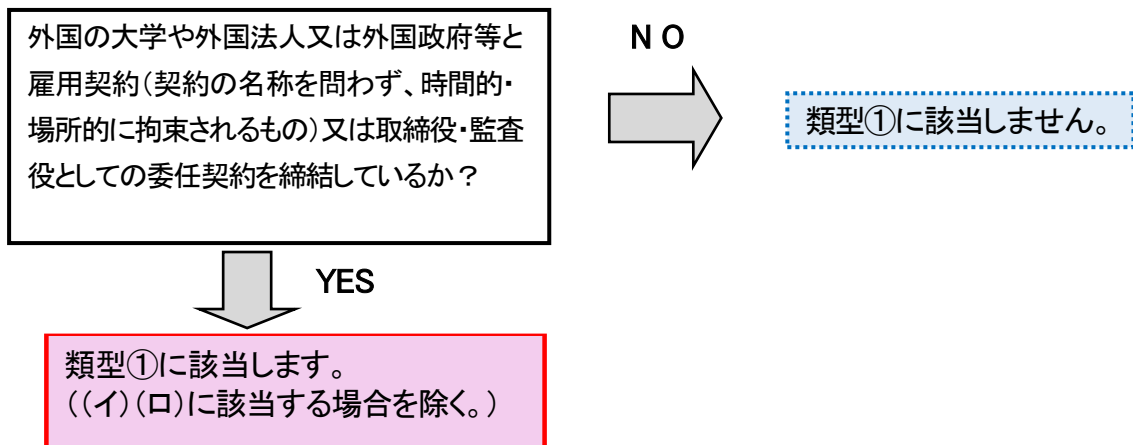 外国の大学や外国法人又は外国政府等と
雇用契約(契約の名称を問わず、時間的・
場所的に拘束されるもの)又は取締役・監査
役としての委任契約を締結しているか？
NO
類型①に該当しません。
YES
類型①に該当します。
((イ)(ロ)に該当する場合を除く。)